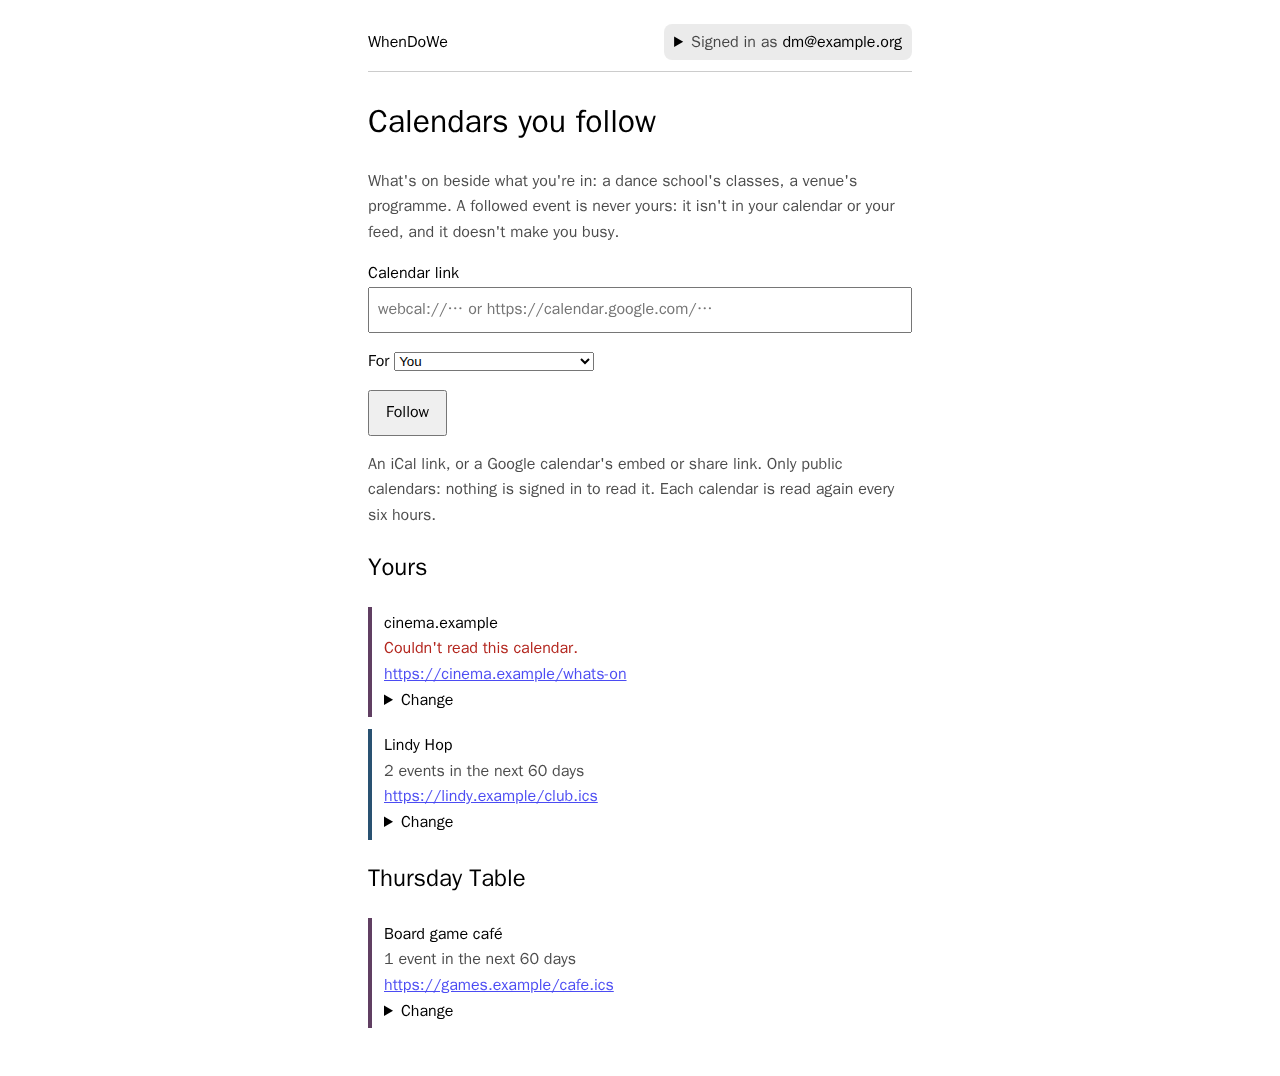 WhenDoWe
Signed in as dm@example.org
Calendars you follow
What's on beside what you're in: a dance school's classes, a venue's
programme. A followed event is never yours: it isn't in your calendar or your
feed, and it doesn't make you busy.
Calendar link
webcal://… or https://calendar.google.com/…
For You
Follow
An iCal link, or a Google calendar's embed or share link. Only public
calendars: nothing is signed in to read it. Each calendar is read again every
six hours.
Yours
cinema.example
Couldn't read this calendar.
https://cinema.example/whats-on
Change
Lindy Hop
2 events in the next 60 days
https://lindy.example/club.ics
Change
Thursday Table
Board game café
1 event in the next 60 days
https://games.example/cafe.ics
Change